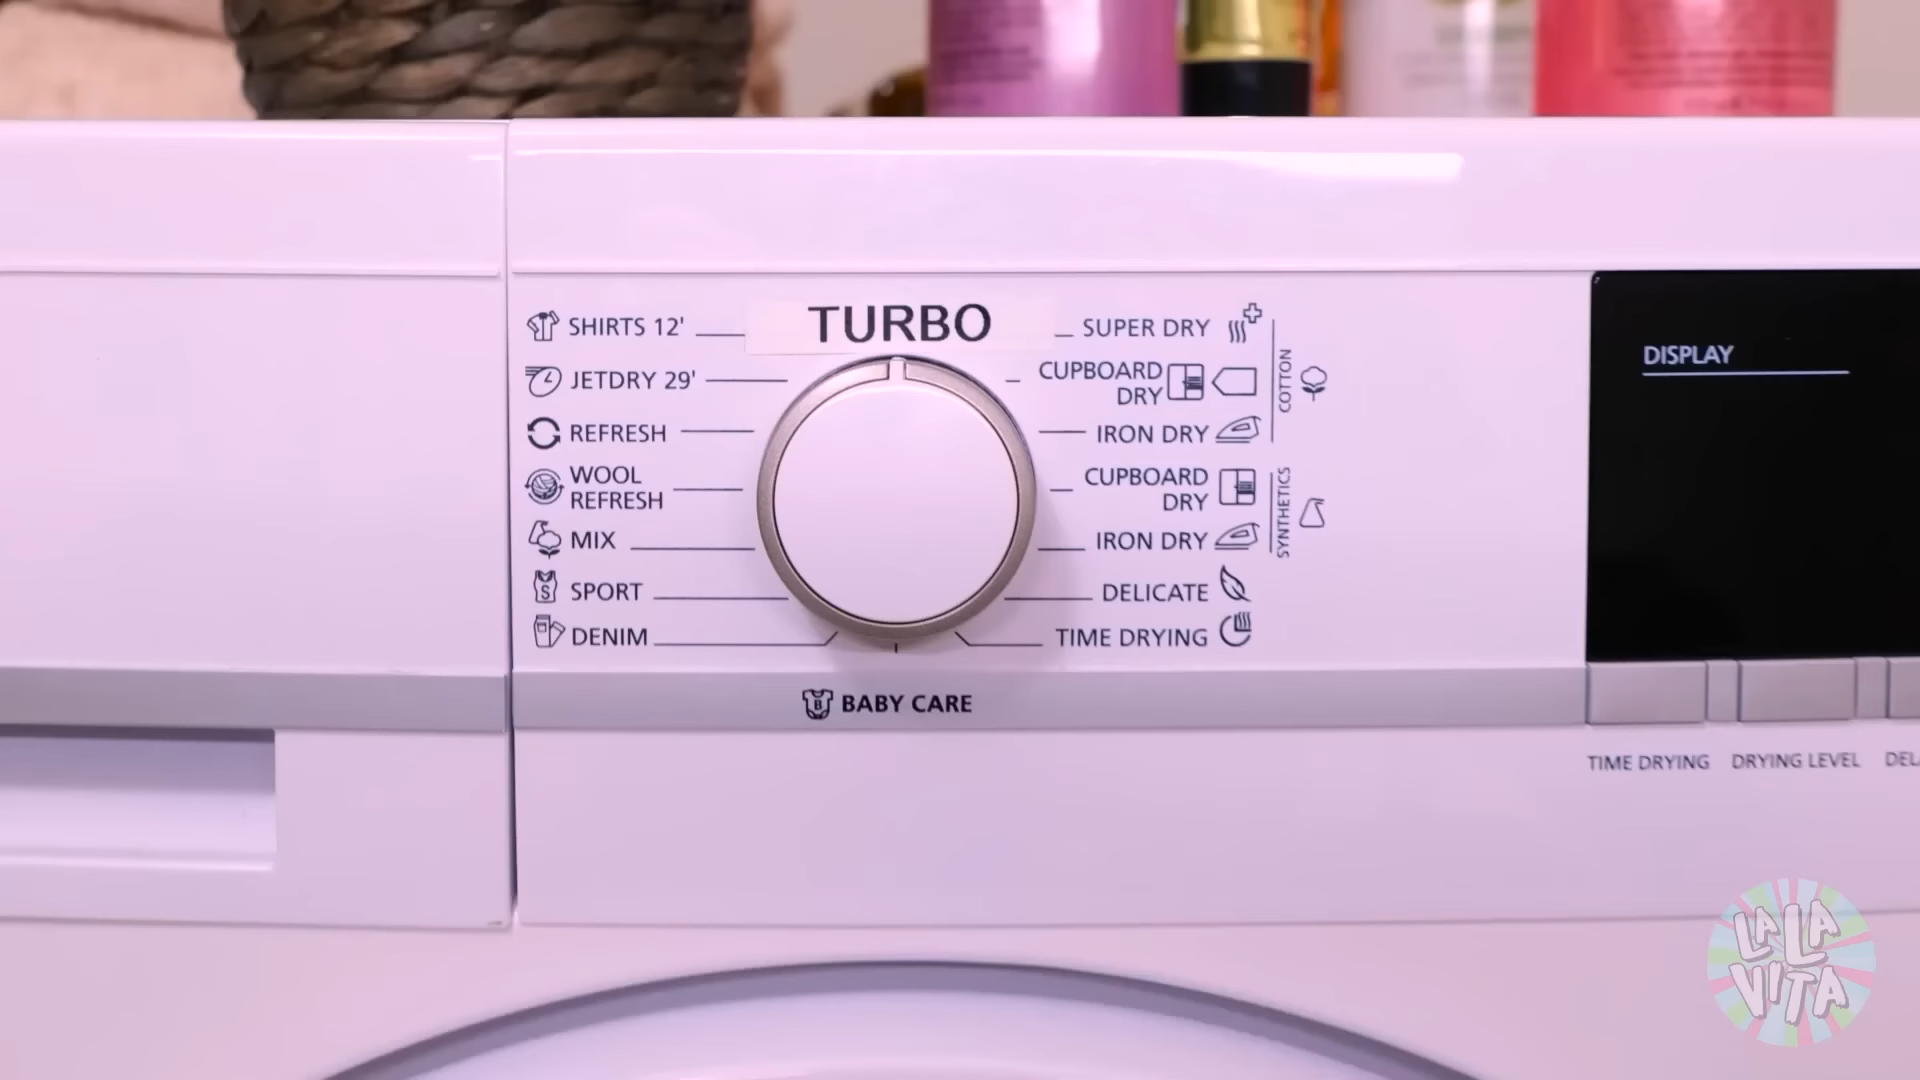 TURBO
SHIRTS 12'
JETDRY 29'
REFRESH
WOOL
REFRESH
MIX
SPORT
DENIM
SUPER DRY
CUPBOARD
DRY
IRON DRY
COTTON
CUPBOARD
DRY
IRON DRY
SYNTHETICS
DELICATE
TIME DRYING
BABY CARE
DISPLAY
TIME DRYING
DRYING LEVEL
LA LA
VITA